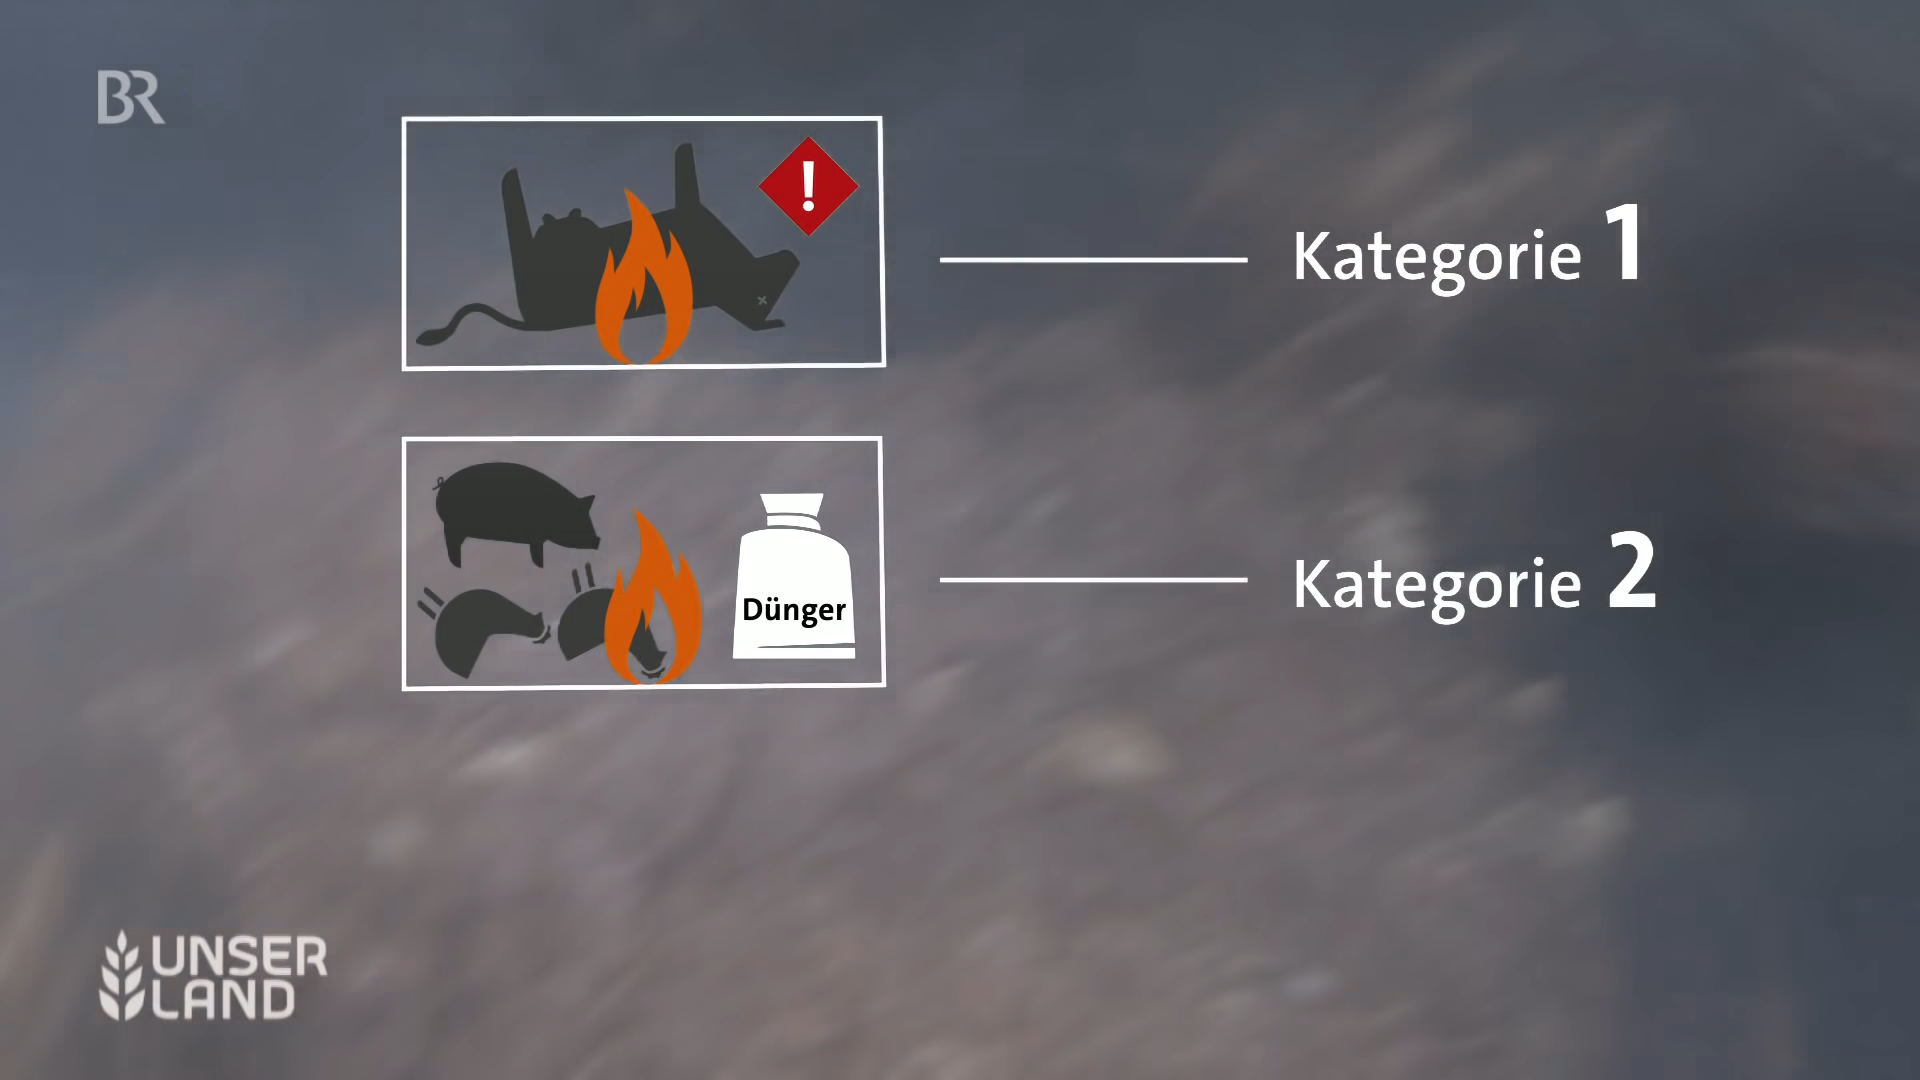 BR
!
Kategorie 1
Dünger
Kategorie 2
UNSER
LAND